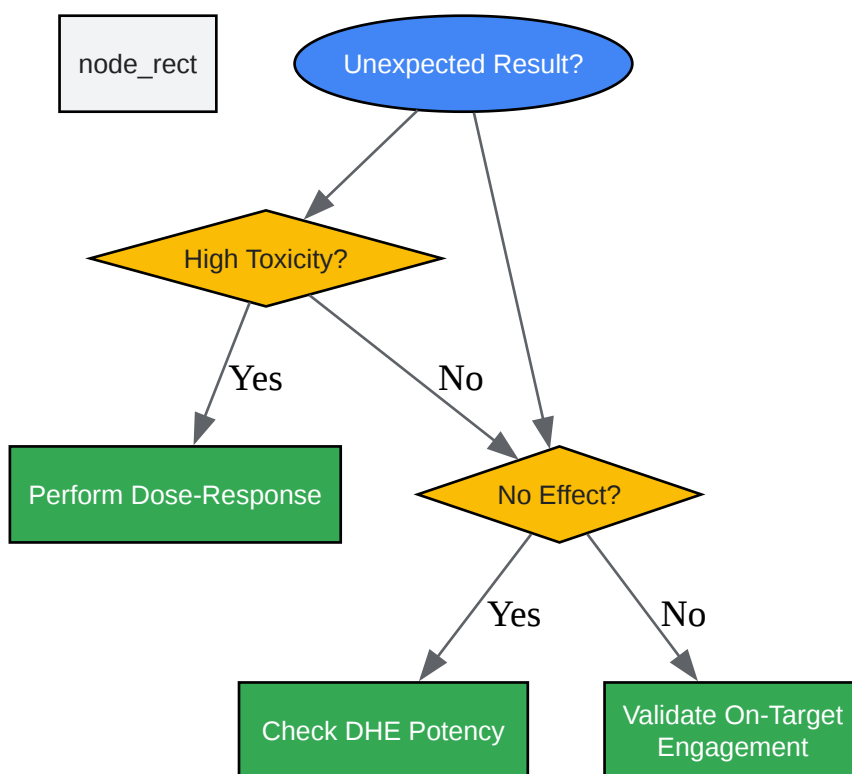 node_rect
Unexpected Result?
High Toxicity?
Yes
No
Perform Dose-Response
No Effect?
Yes
No
Check DHE Potency
Validate On-Target
Engagement